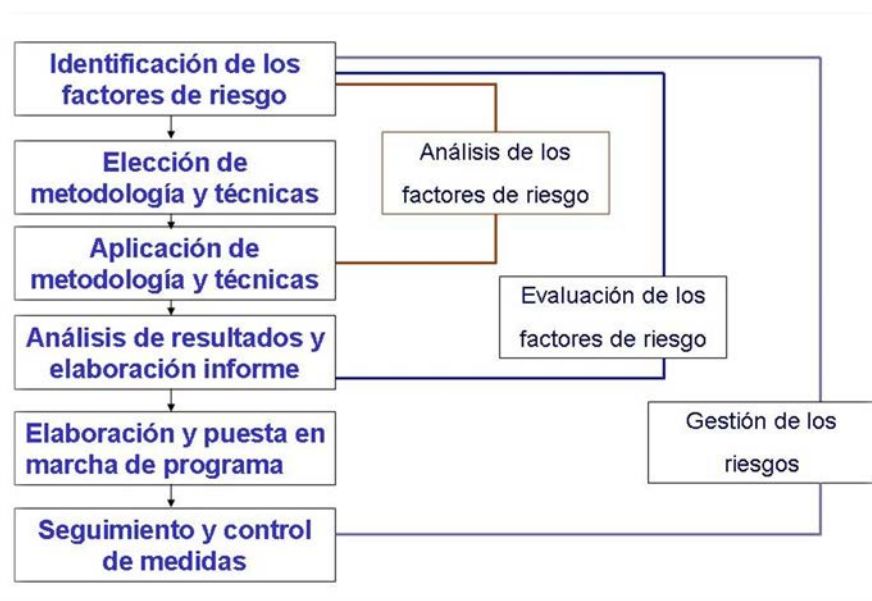 Identificación de los
factores de riesgo
Elección de
metodología y técnicas
Aplicación de
metodología y técnicas
Análisis de resultados y
elaboración informe
Elaboración y puesta en
marcha de programa
Seguimiento y control
de medidas
Análisis de los
factores de riesgo
Evaluación de los
factores de riesgo
Gestión de los
riesgos